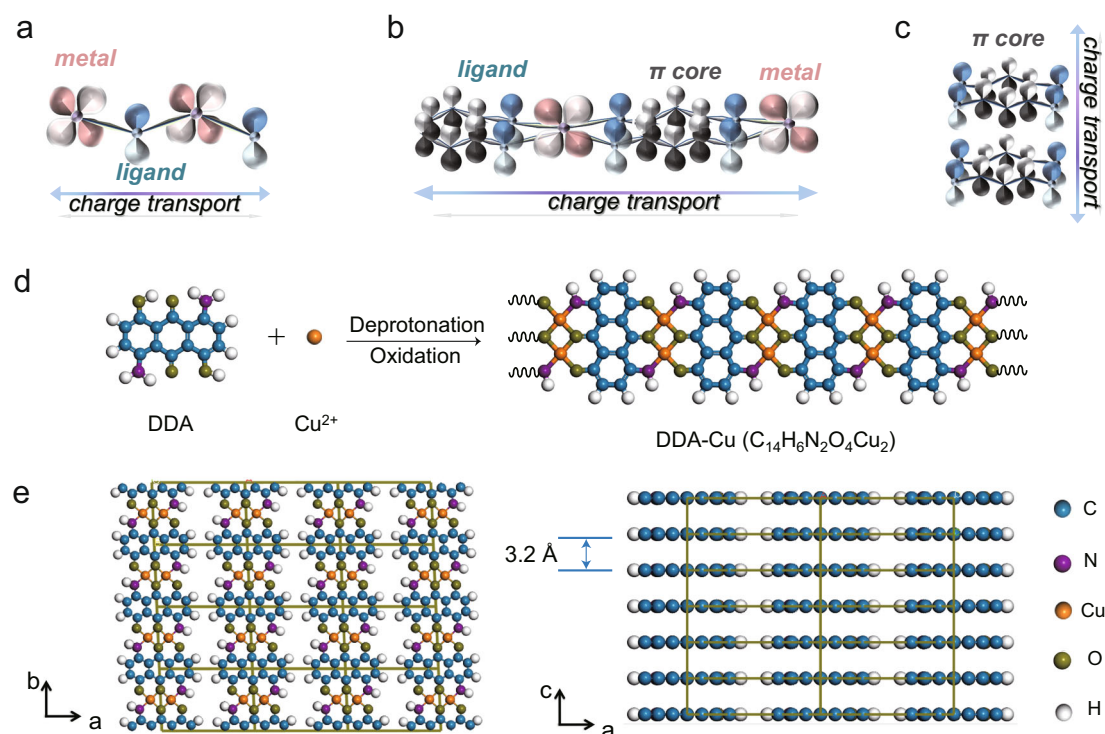 a
metal
ligand
charge transport
b
ligand
π core
metal
charge transport
c
π core
charge transport
d
DDA
+
Cu²⁺
Deprotonation
Oxidation
DDA-Cu (C₁₄H₆N₂O₄Cu₂)
e
b
a
3.2 Å
c
a
C
N
Cu
O
H